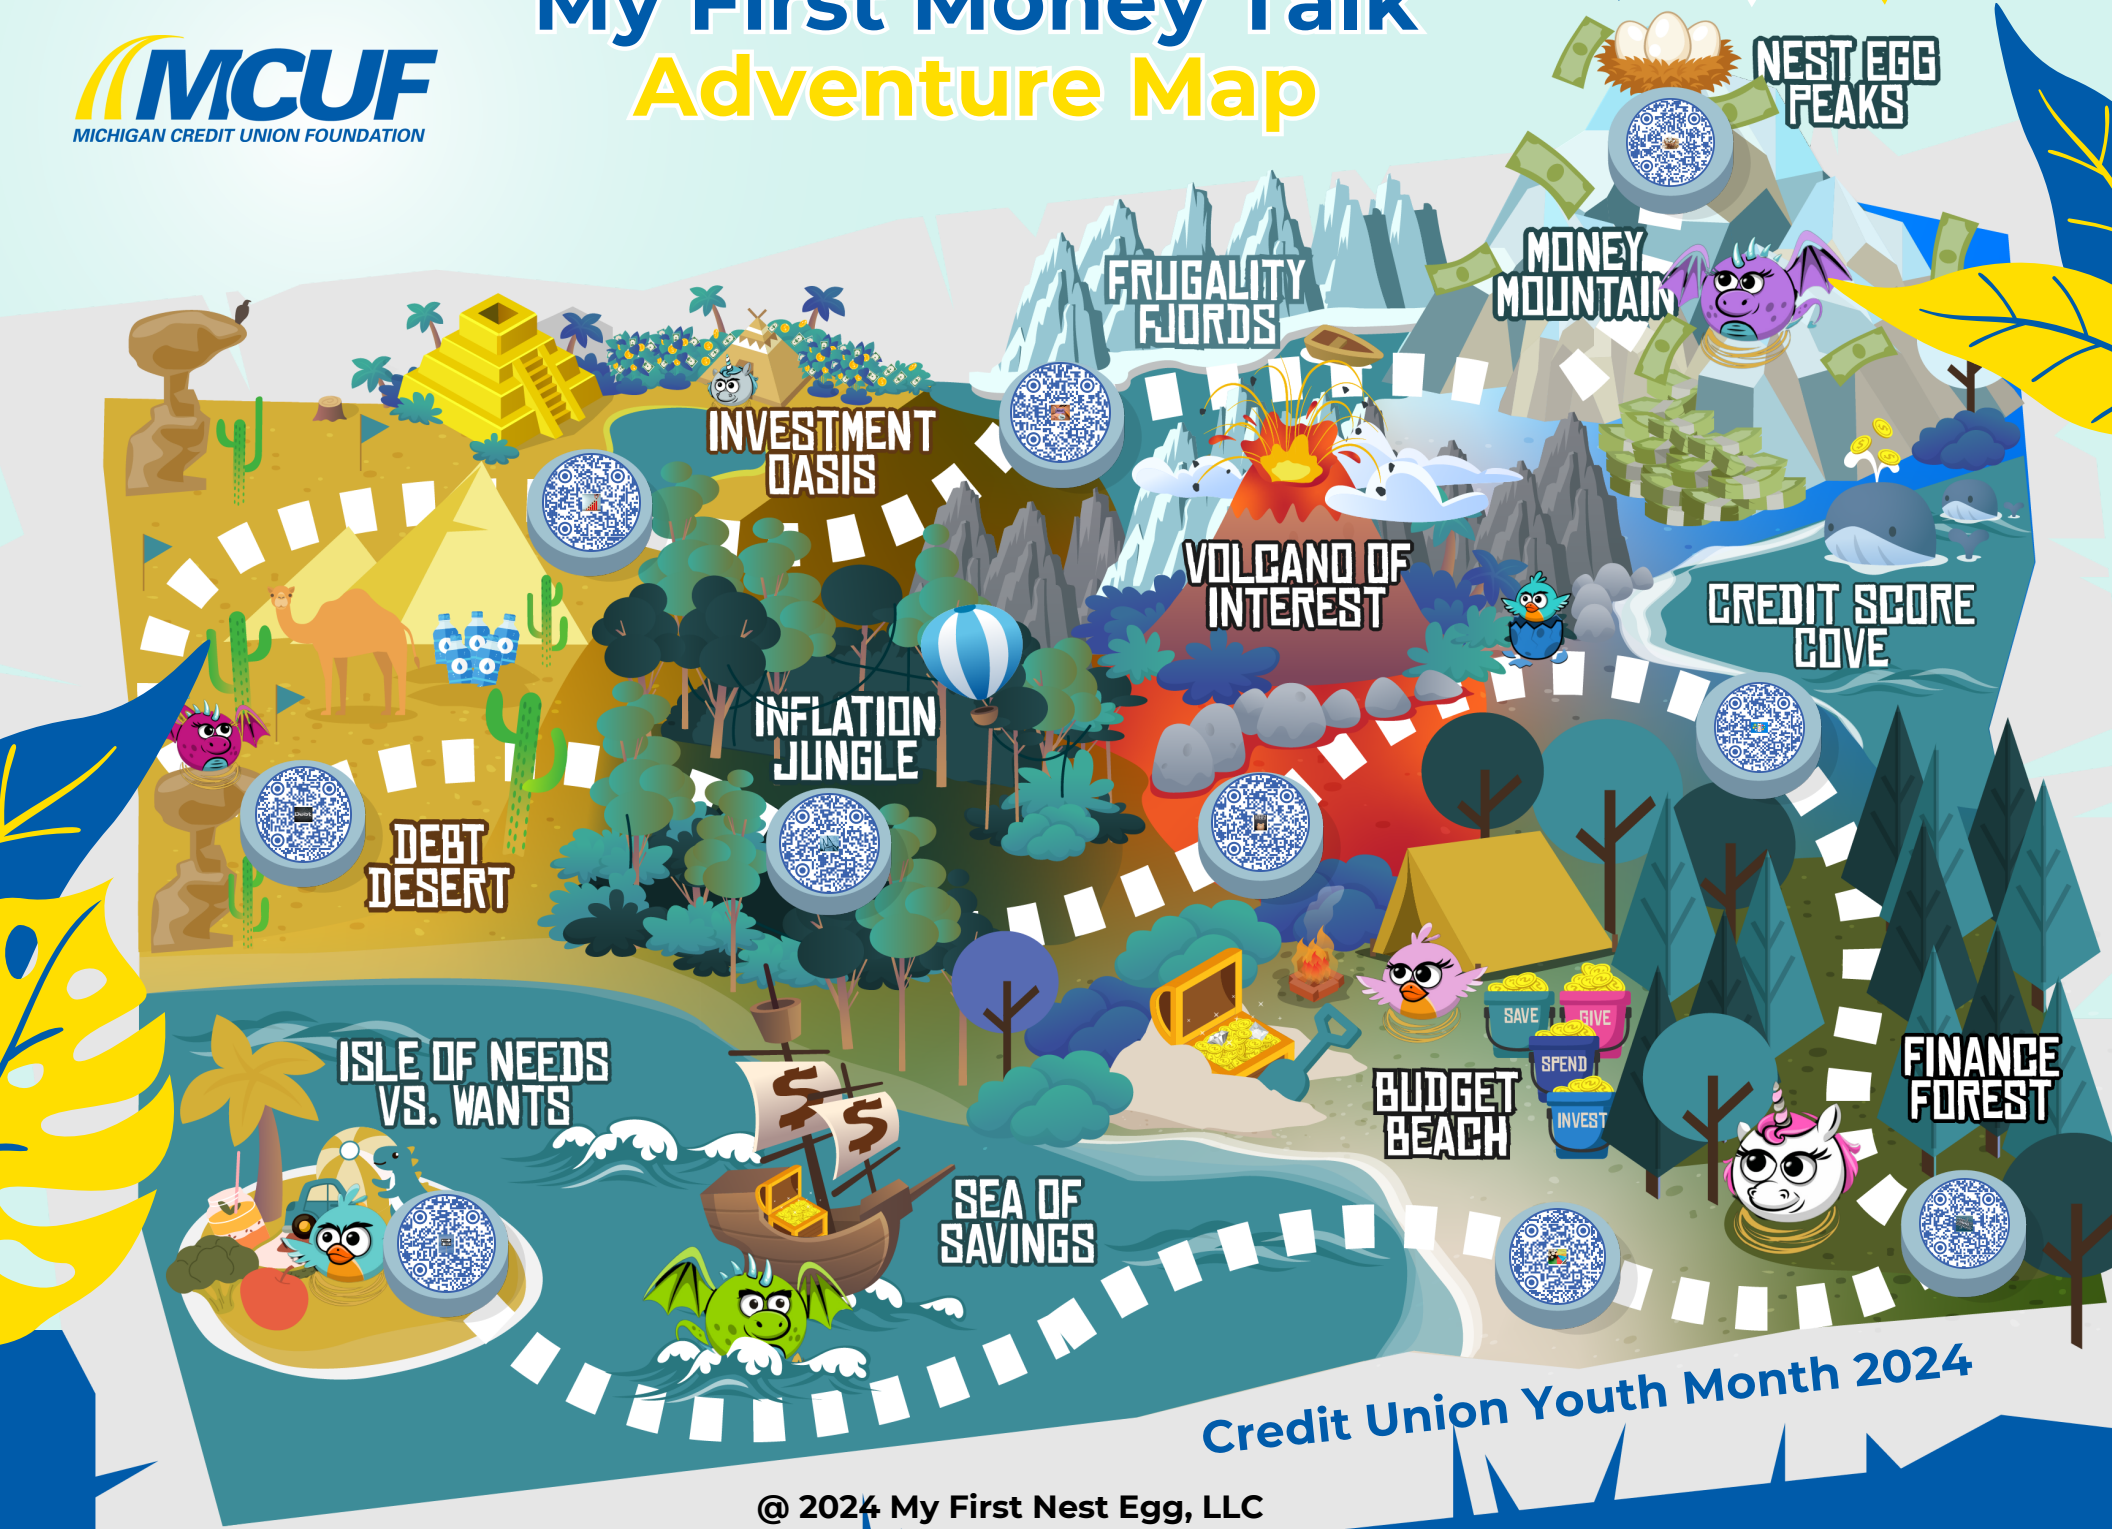 My First Money Talk
Adventure Map
MCUF
MICHIGAN CREDIT UNION FOUNDATION
NEST EGG
PEAKS
MONEY
MOUNTAIN
FRUGALITY
FJORDS
INVESTMENT
OASIS
VOLCANO OF
INTEREST
CREDIT SCORE
COVE
INFLATION
JUNGLE
DEBT
DESERT
SAVE
GIVE
SPEND
INVEST
BUDGET
BEACH
FINANCE
FOREST
ISLE OF NEEDS
VS. WANTS
$
$
SEA OF
SAVINGS
Credit Union Youth Month 2024
@ 2024 My First Nest Egg, LLC